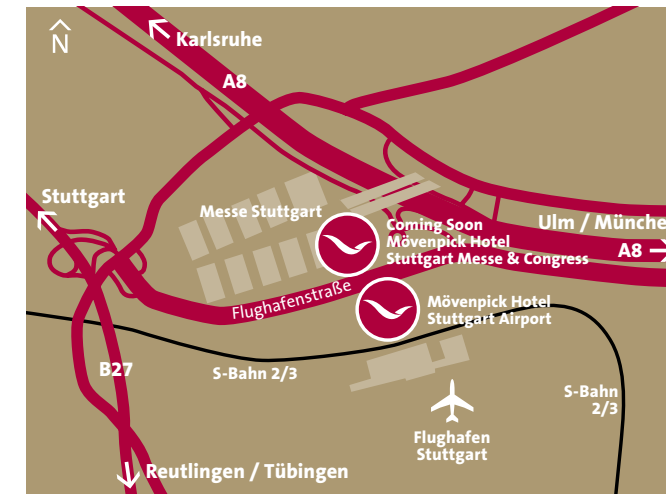 N
Karlsruhe
A8
Stuttgart
Messe Stuttgart
Coming Soon
Mövenpick Hotel
Stuttgart Messe & Congress
Ulm / Münche
A8
Flughafenstraße
Mövenpick Hotel
Stuttgart Airport
B27
S-Bahn 2/3
S-Bahn
2/3
Flughafen
Stuttgart
Reutlingen / Tübingen